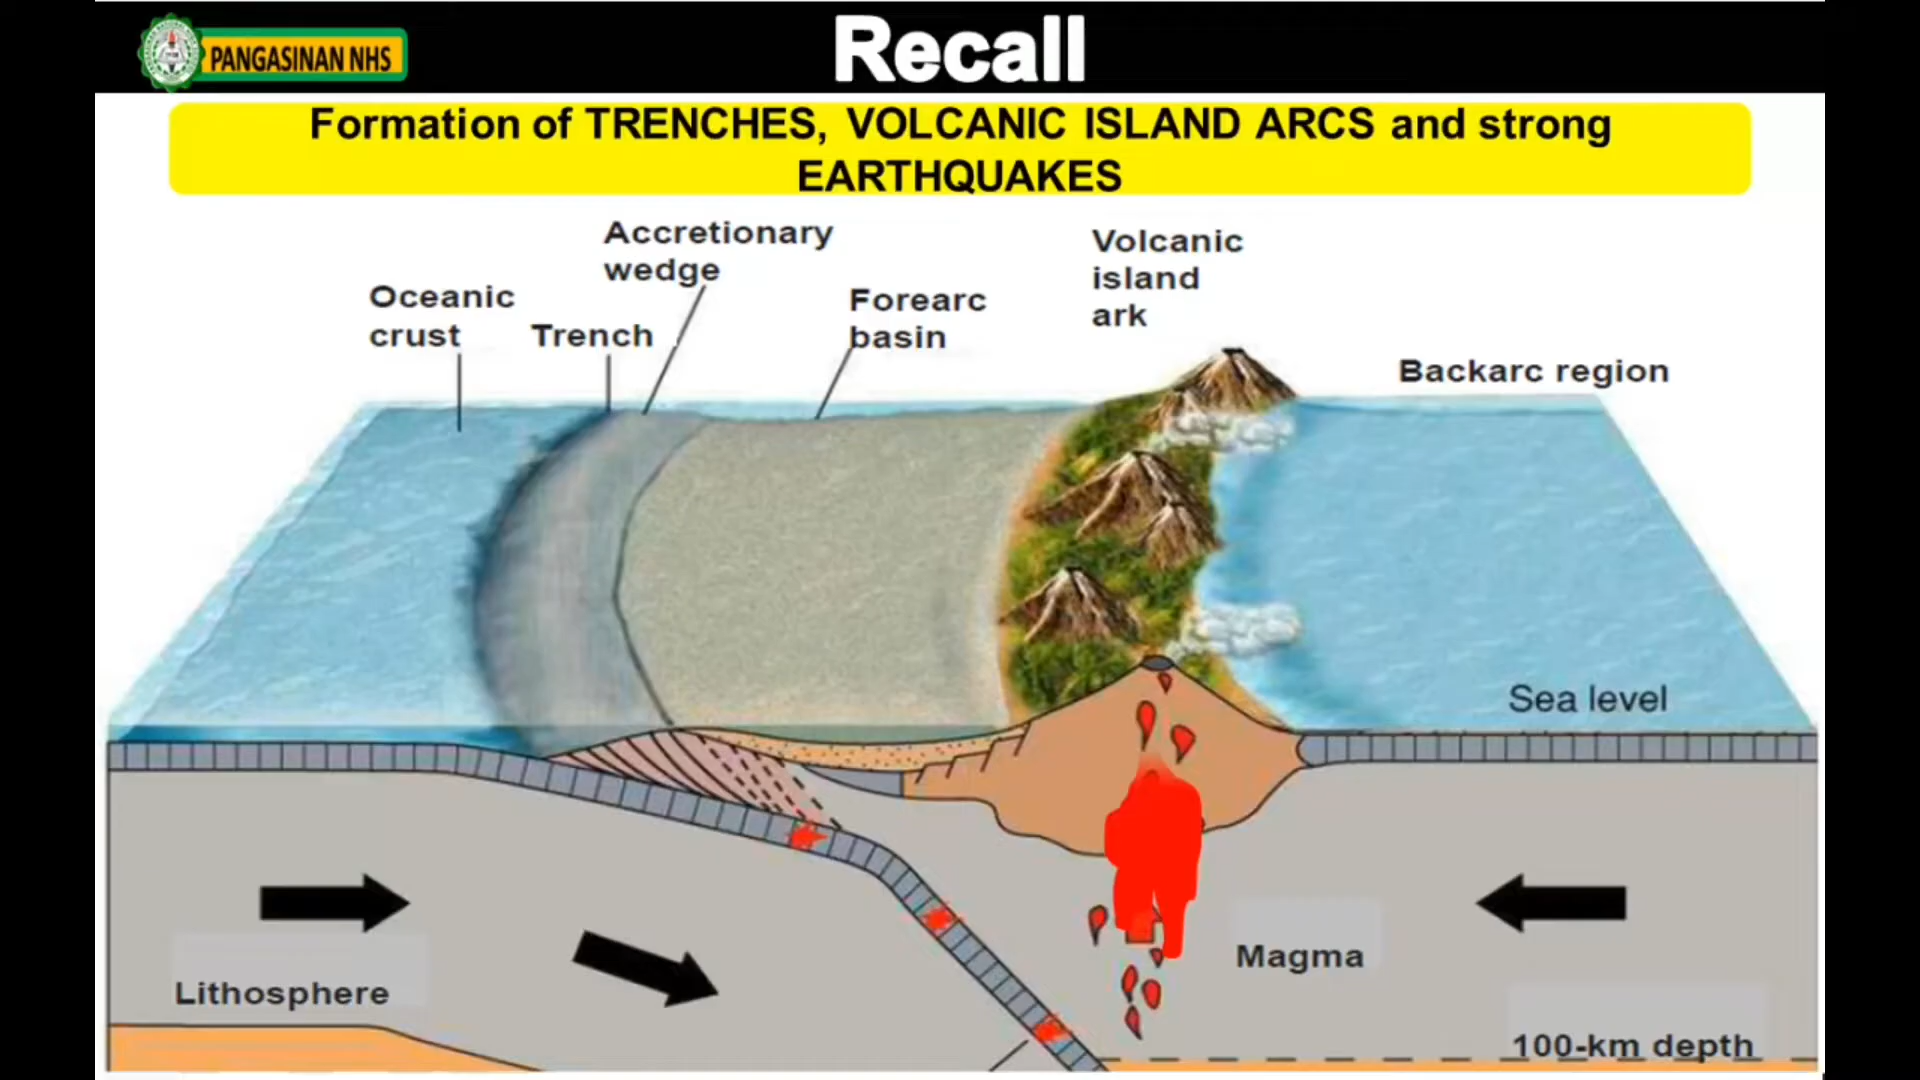 PANGASINAN NHS
Recall
Formation of TRENCHES, VOLCANIC ISLAND ARCS and strong
EARTHQUAKES
Accretionary
wedge
Volcanic
island
ark
Oceanic
crust
Trench
Forearc
basin
Backarc region
Sea level
Magma
Lithosphere
100-km depth